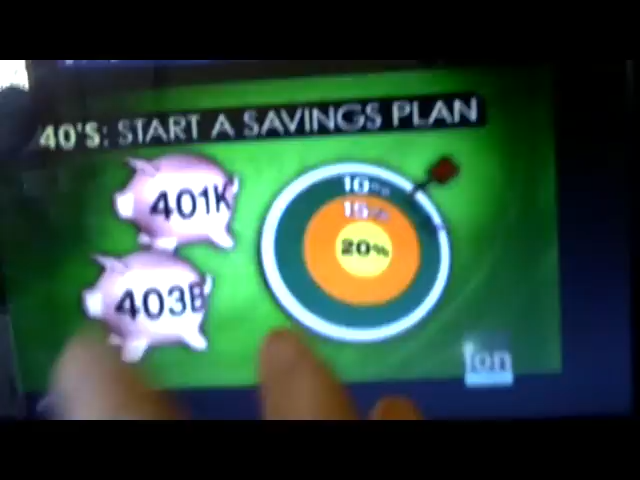 40'S: START A SAVINGS PLAN
401K
403B
10%
15%
20%
ion